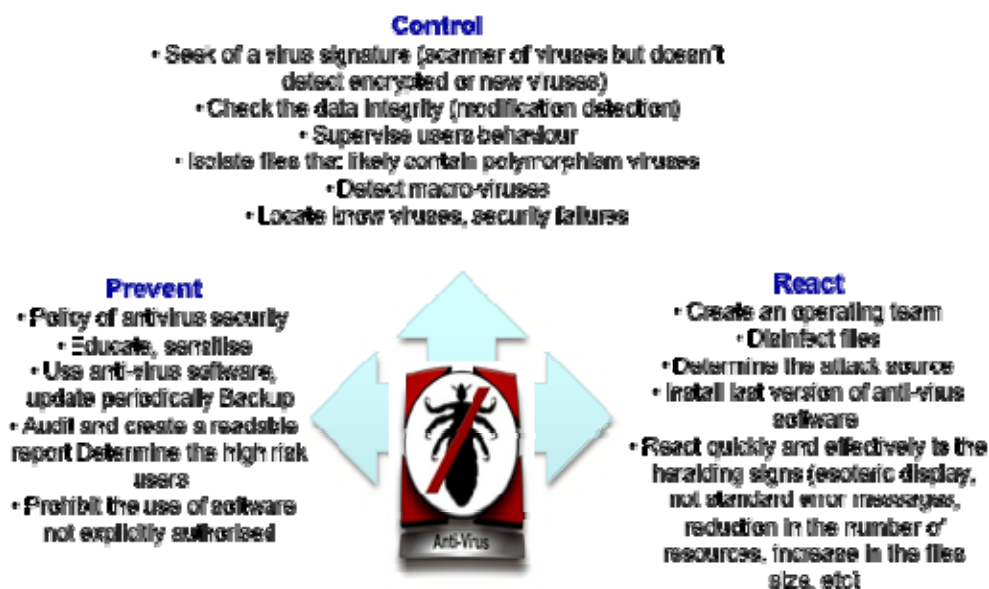 Control
• Seek of a virus signature (scanner of viruses but doesn't
detect encrypted or new viruses)
• Check the data integrity (modification detection)
• Supervise users behaviour
• Isolate files that likely contain polymorphism viruses
• Detect macro-viruses
• Locate know viruses, security failures
Prevent
• Policy of antivirus security
• Educate, sensitise
• Use anti-virus software,
update periodically Backup
• Audit and create a readable
report Determine the high risk
users
• Prohibit the use of software
not explicitly authorised
Anti-Virus
React
• Create an operating team
• Disinfect files
• Determine the attack source
• Install last version of anti-virus
software
• React quickly and effectively to the
heralding signs (esoteric display,
not standard error messages,
reduction in the number of
resources, increase in the files
size, etc)